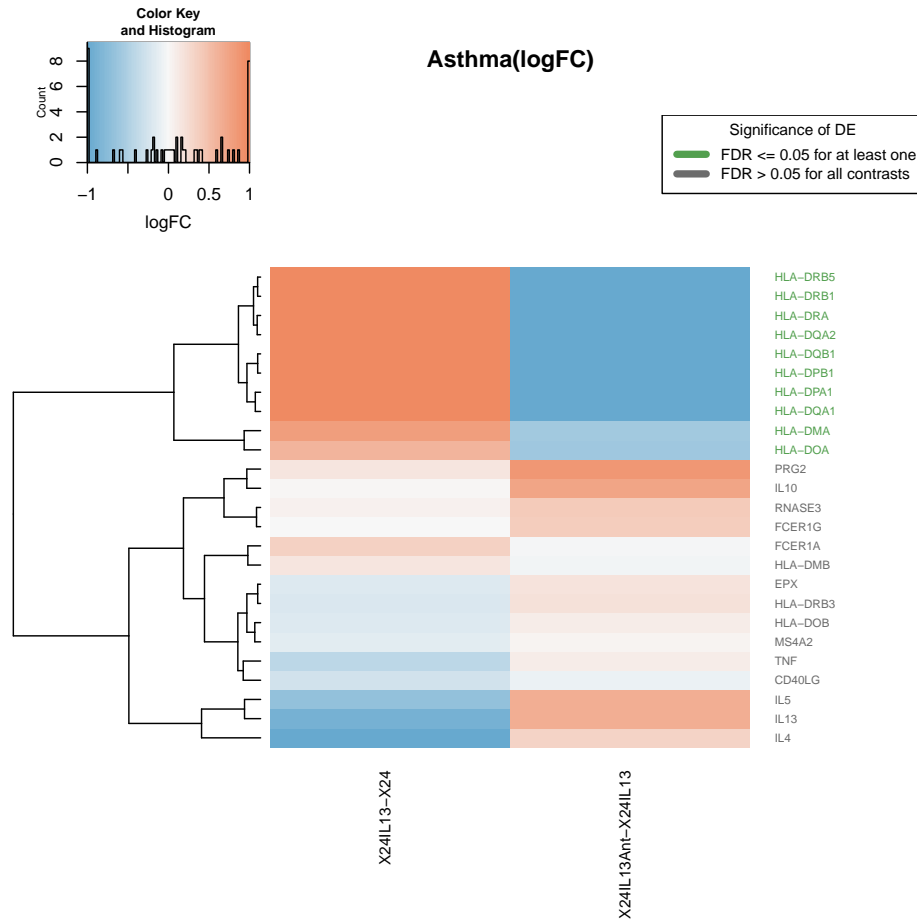 Color Key
and Histogram
Count
0 2 4 6 8
−1 0 0.5 1
logFC
Asthma(logFC)
Significance of DE
FDR <= 0.05 for at least one
FDR > 0.05 for all contrasts
HLA−DRB5
HLA−DRB1
HLA−DRA
HLA−DQA2
HLA−DQB1
HLA−DPB1
HLA−DPA1
HLA−DQA1
HLA−DMA
HLA−DOA
PRG2
IL10
RNASE3
FCER1G
FCER1A
HLA−DMB
EPX
HLA−DRB3
HLA−DOB
MS4A2
TNF
CD40LG
IL5
IL13
IL4
X24IL13−X24
X24IL13Ant−X24IL13